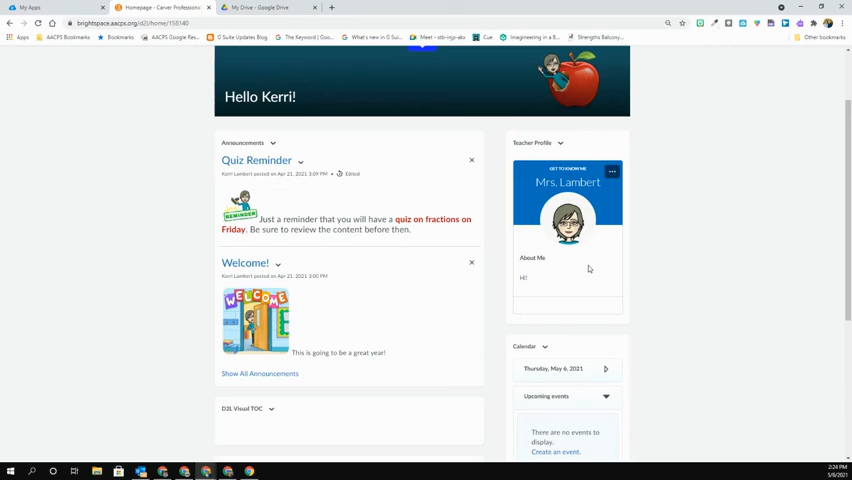 My Apps
Homepage - Carver Professional
My Drive - Google Drive
brightspace.aacps.org/d2l/home/158140
Apps
AACPS Bookmarks
Bookmarks
AACPS Google Res...
G Suite Updates Blog
The Keyword | Goo...
What's new in G Sui...
Meet – stb-injp-akx
Cue
Imagineering in a B...
Strengths Balcony...
Other bookmarks
Hello Kerri!
Announcements
Teacher Profile
Quiz Reminder
Kerri Lambert posted on Apr 21, 2021 3:09 PM • Edited
REMINDER
Just a reminder that you will have a quiz on fractions on
Friday. Be sure to review the content before then.
GET TO KNOW ME
Mrs. Lambert
About Me
Hi!
Welcome!
Kerri Lambert posted on Apr 21, 2021 3:00 PM
WELCOME
This is going to be a great year!
Show All Announcements
Calendar
Thursday, May 6, 2021
Upcoming events
There are no events to
display.
Create an event.
D2L Visual TOC
2:24 PM
5/6/2021